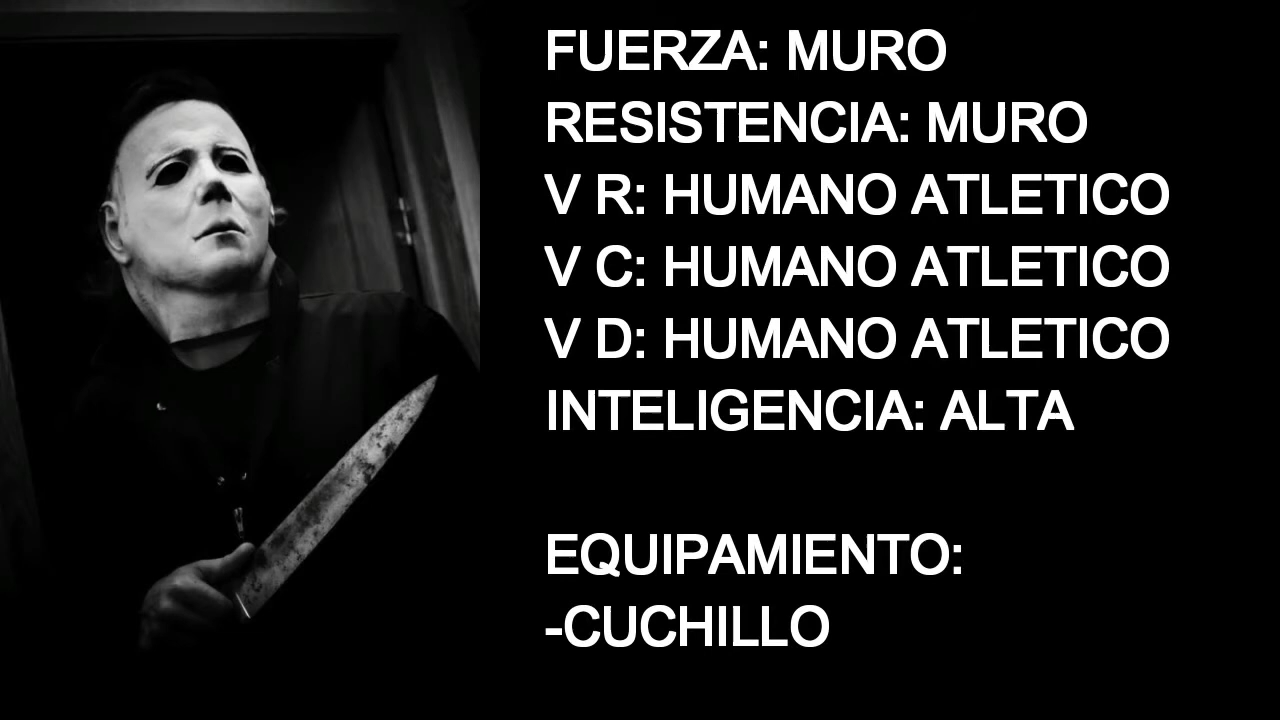 FUERZA: MURO
RESISTENCIA: MURO
V R: HUMANO ATLETICO
V C: HUMANO ATLETICO
V D: HUMANO ATLETICO
INTELIGENCIA: ALTA
EQUIPAMIENTO:
-CUCHILLO